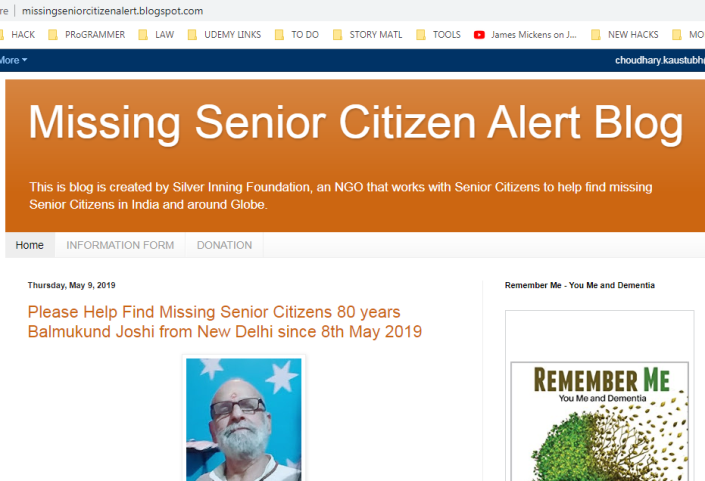 re | missingseniorcitizenalert.blogspot.com
HACK PRoGRAMMER LAW UDEMY LINKS TO DO STORY MATL TOOLS James Mickens on J... NEW HACKS MO
More
choudhary.kaustubh
Missing Senior Citizen Alert Blog
This is blog is created by Silver Inning Foundation, an NGO that works with Senior Citizens to help find missing
Senior Citizens in India and around Globe.
Home INFORMATION FORM DONATION
Thursday, May 9, 2019
Please Help Find Missing Senior Citizens 80 years
Balmukund Joshi from New Delhi since 8th May 2019
Remember Me - You Me and Dementia
REMEMBER ME
You Me and Dementia